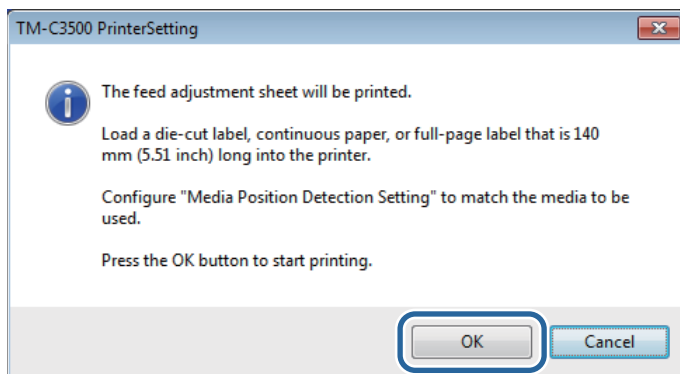 TM-C3500 PrinterSetting
The feed adjustment sheet will be printed.
Load a die-cut label, continuous paper, or full-page label that is 140
mm (5.51 inch) long into the printer.
Configure "Media Position Detection Setting" to match the media to be
used.
Press the OK button to start printing.
OK
Cancel